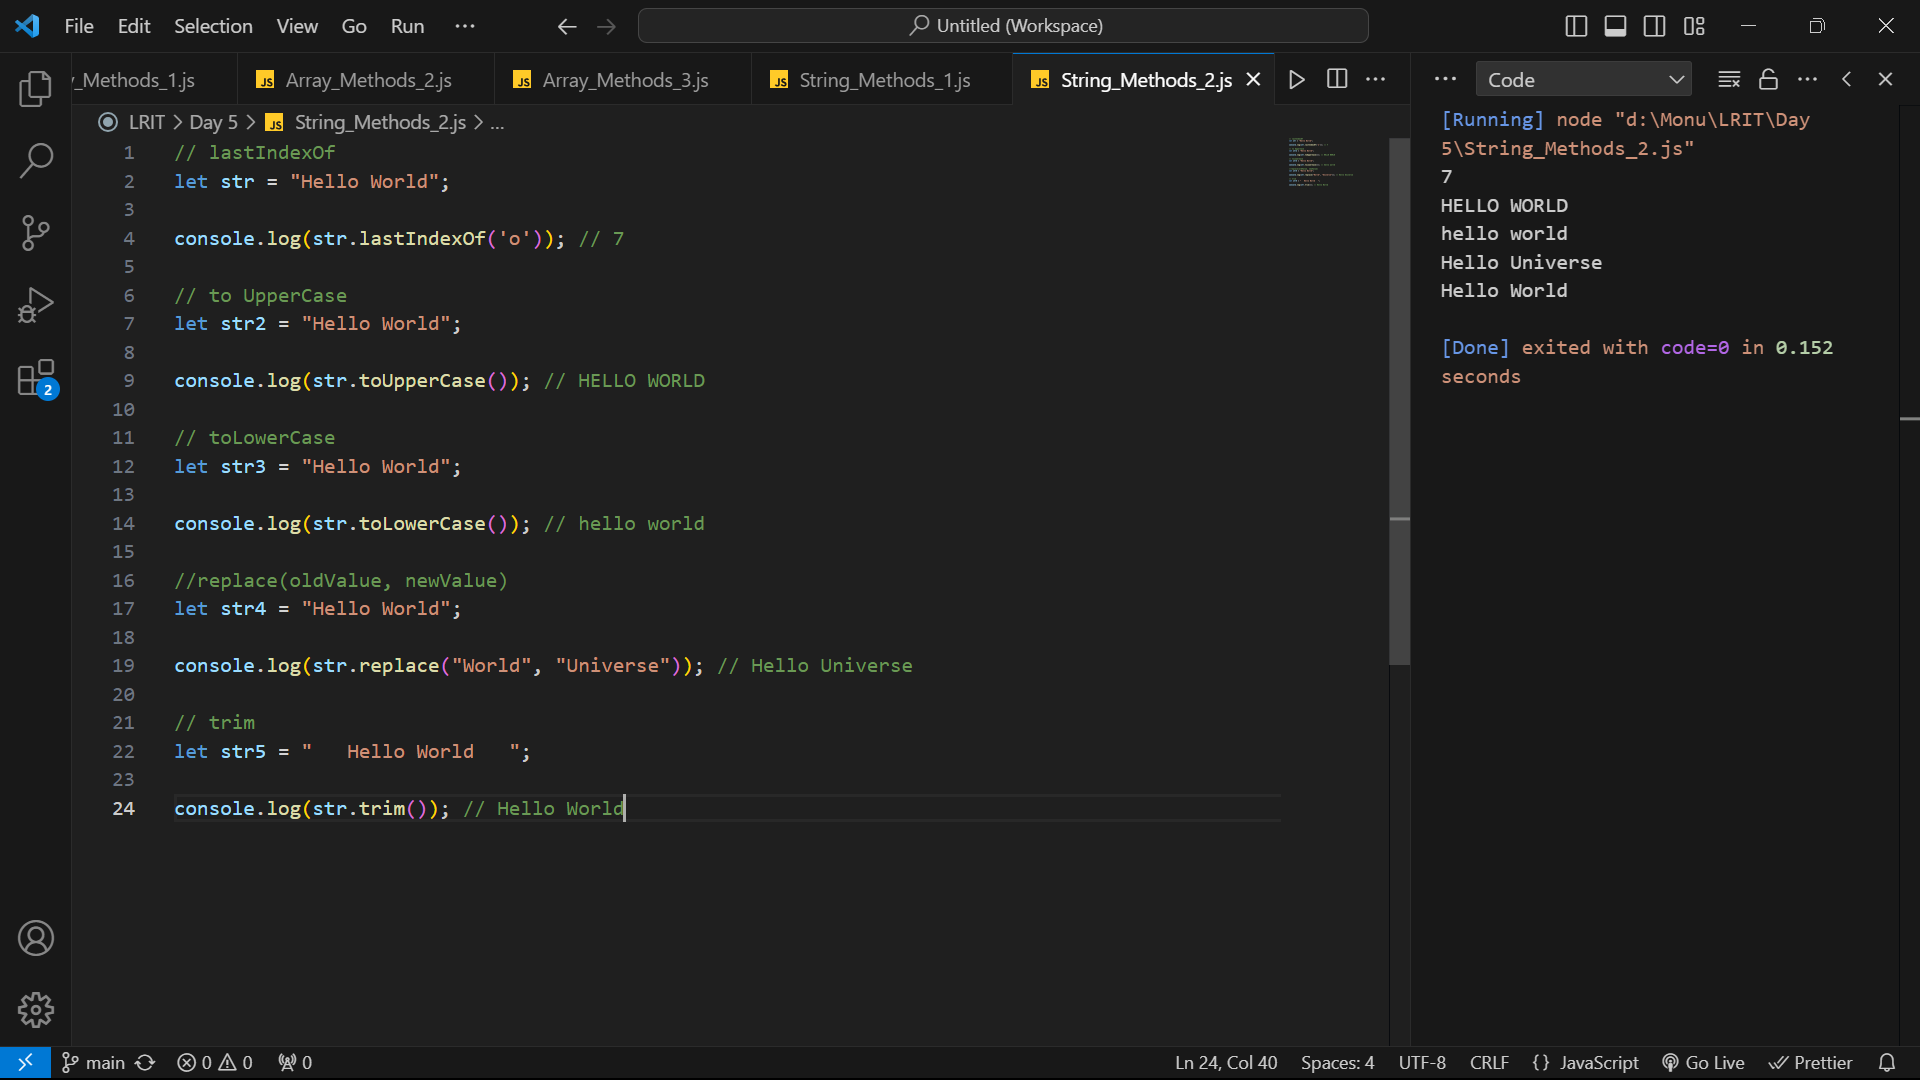 File Edit Selection View Go Run ··· Untitled (Workspace)
_Methods_1.js Array_Methods_2.js Array_Methods_3.js String_Methods_1.js String_Methods_2.js Code
LRIT > Day 5 > JS String_Methods_2.js > ...
1 // lastIndexOf
2 let str = "Hello World";
3
4 console.log(str.lastIndexOf('o')); // 7
5
6 // to UpperCase
7 let str2 = "Hello World";
8
9 console.log(str.toUpperCase()); // HELLO WORLD
10
11 // toLowerCase
12 let str3 = "Hello World";
13
14 console.log(str.toLowerCase()); // hello world
15
16 //replace(oldValue, newValue)
17 let str4 = "Hello World";
18
19 console.log(str.replace("World", "Universe")); // Hello Universe
20
21 // trim
22 let str5 = "   Hello World   ";
23
24 console.log(str.trim()); // Hello World
[Running] node "d:\Monu\LRIT\Day
5\String_Methods_2.js"
7
HELLO WORLD
hello world
Hello Universe
Hello World
[Done] exited with code=0 in 0.152
seconds
2
main 0 0 0 Ln 24, Col 40 Spaces: 4 UTF-8 CRLF {} JavaScript Go Live Prettier